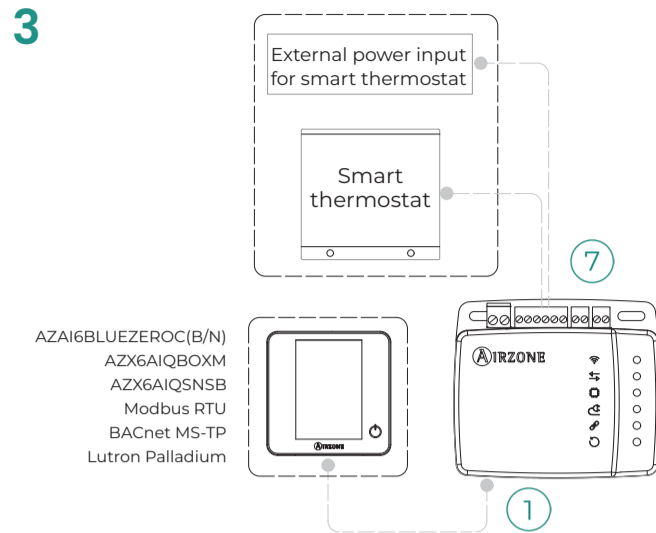 3
External power input
for smart thermostat
Smart
thermostat
7
AZAI6BLUEZEROC(B/N)
AZX6AIQBOXM
AZX6AIQSNSB
Modbus RTU
BACnet MS-TP
Lutron Palladium
AIRZONE
AIRZONE
1